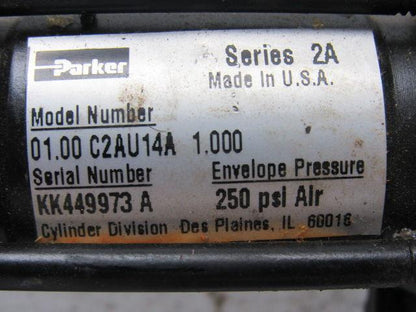 Parker
Series 2A
Made In U.S.A.
Model Number
01.00 C2AU14A 1.000
Serial Number
Envelope Pressure
KK449973 A
250 psi Air
Cylinder Division Des Plaines, IL 60016